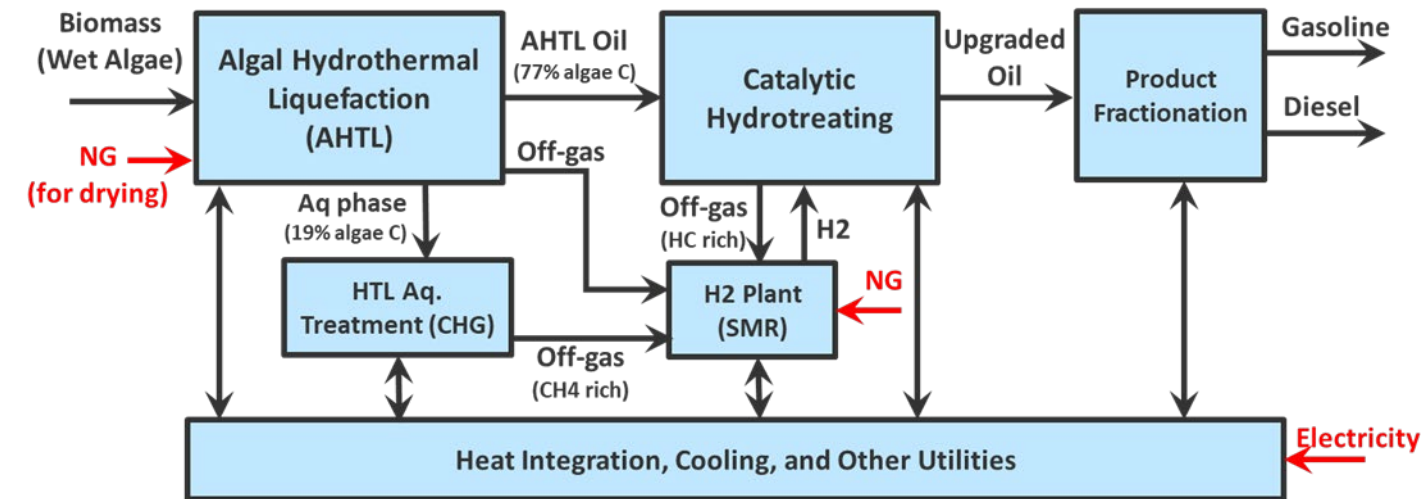 Biomass
(Wet Algae)
NG
(for drying)
Algal Hydrothermal
Liquefaction
(AHTL)
AHTL Oil
(77% algae C)
Off-gas
Catalytic
Hydrotreating
Upgraded
Oil
Product
Fractionation
Gasoline
Diesel
Aq phase
(19% algae C)
HTL Aq.
Treatment (CHG)
Off-gas
(CH4 rich)
Off-gas
(HC rich)
H2
H2 Plant
(SMR)
NG
Heat Integration, Cooling, and Other Utilities
Electricity